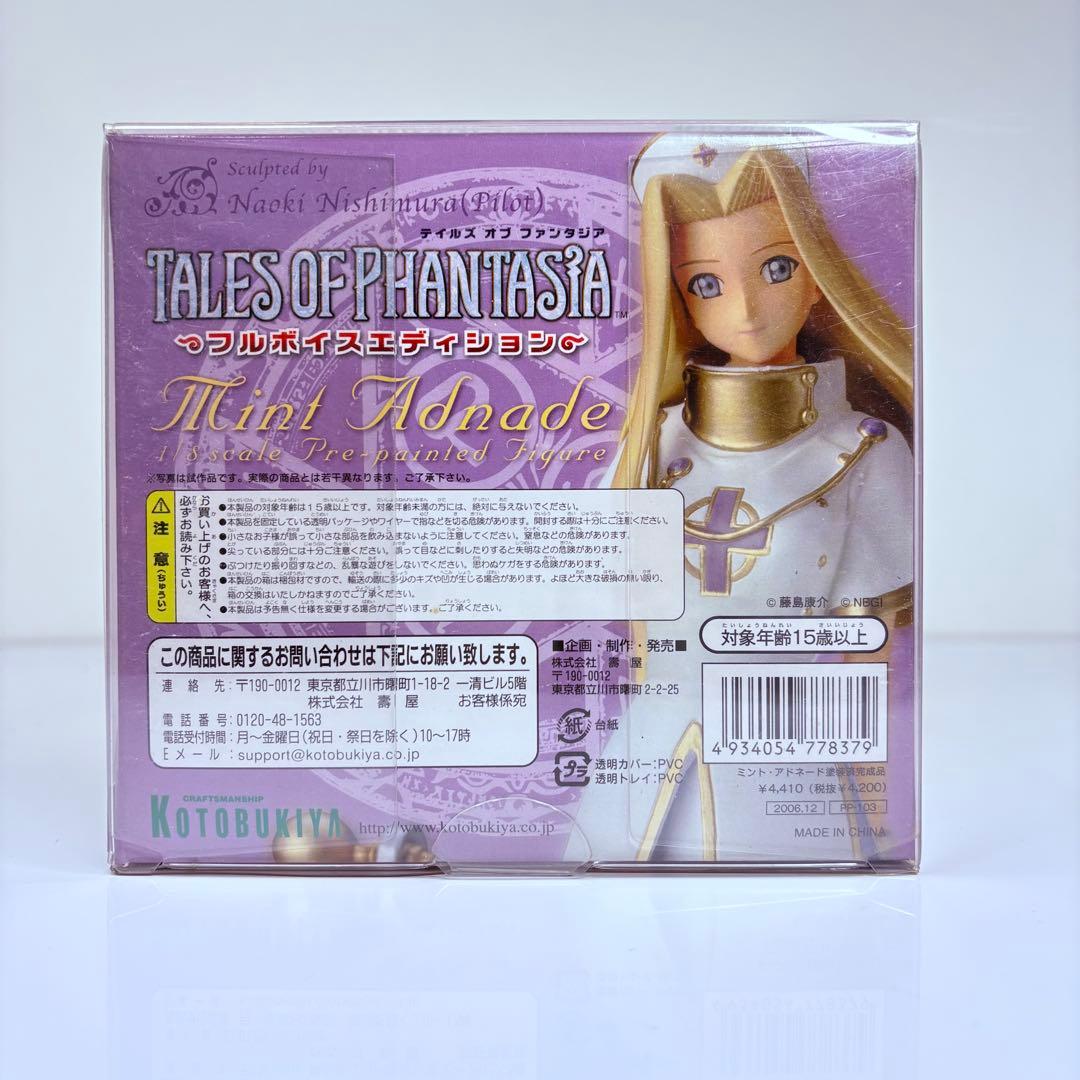 Sculpted by
Naoki Nishimura(Pilot)
テイルズ オブ ファンタジア
TALES OF PHANTASIA™
～フルボイスエディション～
Mint Adnade
1/8 scale Pre-painted Figure
※写真は試作品です。実際の商品とは若干異なります。ご了承下さい。
注意(ちゅうい)
お買い上げのお客様へ、
必ずお読み下さい。
●本製品の対象年齢は15歳以上です。対象年齢未満の方には、絶対に与えないでください。
●本製品を固定している透明パッケージやワイヤーで指などを切る危険があります。開封する際は十分にご注意ください。
●小さなお子様が誤って小さな部品を飲み込まないように注意してください。窒息などの危険があります。
●尖っている部分には十分ご注意ください。誤って目などに刺したりすると失明などの危険があります。
●ぶつけたり振り回すなどの、乱暴な遊びをしないでください。思わぬケガをする危険があります。
●本製品の箱は梱包材ですので、輸送の際に多少のキズや凹が生じる場合があります。よほど大きな破損の無い限り、
箱の交換はいたしかねますのでご了承ください。
●本製品は予告無く仕様を変更する場合がございます。ご了承ください。
© 藤島康介 © NBGI
たいしょうねんれい さいいじょう
対象年齢15歳以上
この商品に関するお問い合わせは下記にお願い致します。
連絡先:〒190-0012 東京都立川市曙町1-18-2 一清ビル5階
株式会社 壽屋 お客様係宛
電話番号:0120-48-1563
電話受付時間:月～金曜日(祝日・祭日を除く)10～17時
Eメール:support@kotobukiya.co.jp
■企画・制作・発売■
株式会社 壽屋
〒190-0012
東京都立川市曙町2-2-25
紙 台紙
プラ 透明カバー:PVC
透明トレイ:PVC
4 934054 778379
ミント・アドネード塗装済完成品
¥4,410(税抜¥4,200)
2006.12 PP-103
MADE IN CHINA
CRAFTSMANSHIP
KOTOBUKIYA http://www.kotobukiya.co.jp